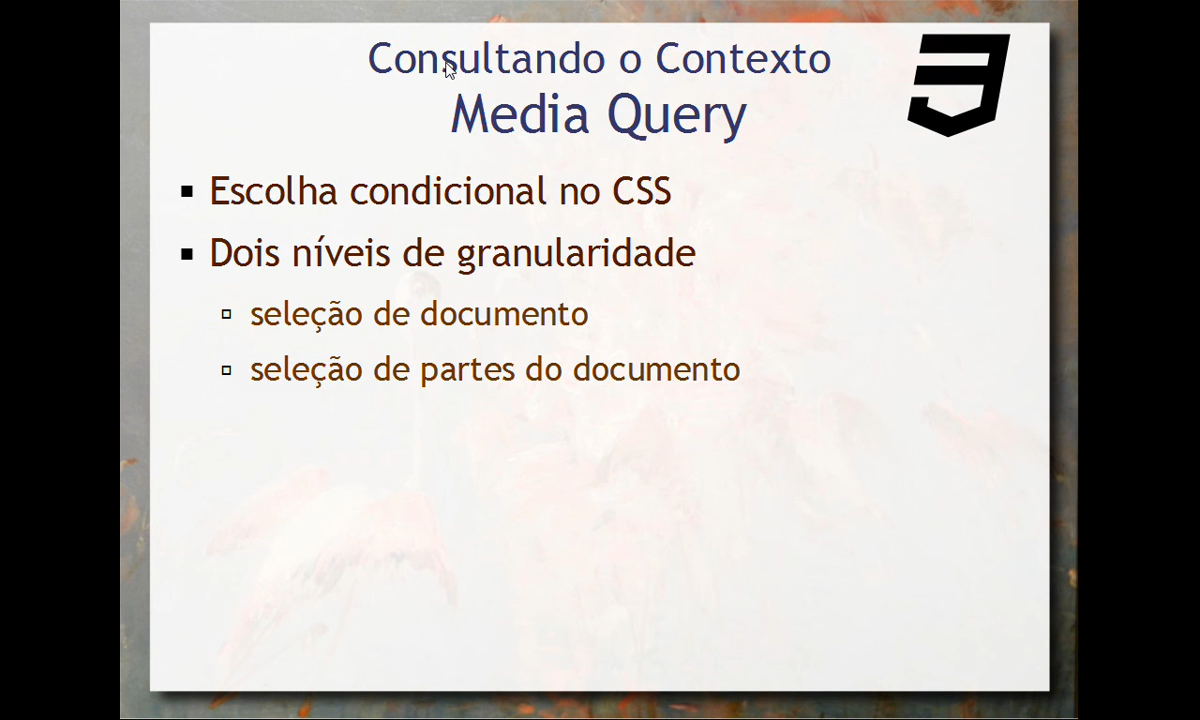 Consultando o Contexto
Media Query
Escolha condicional no CSS
Dois níveis de granularidade
seleção de documento
seleção de partes do documento